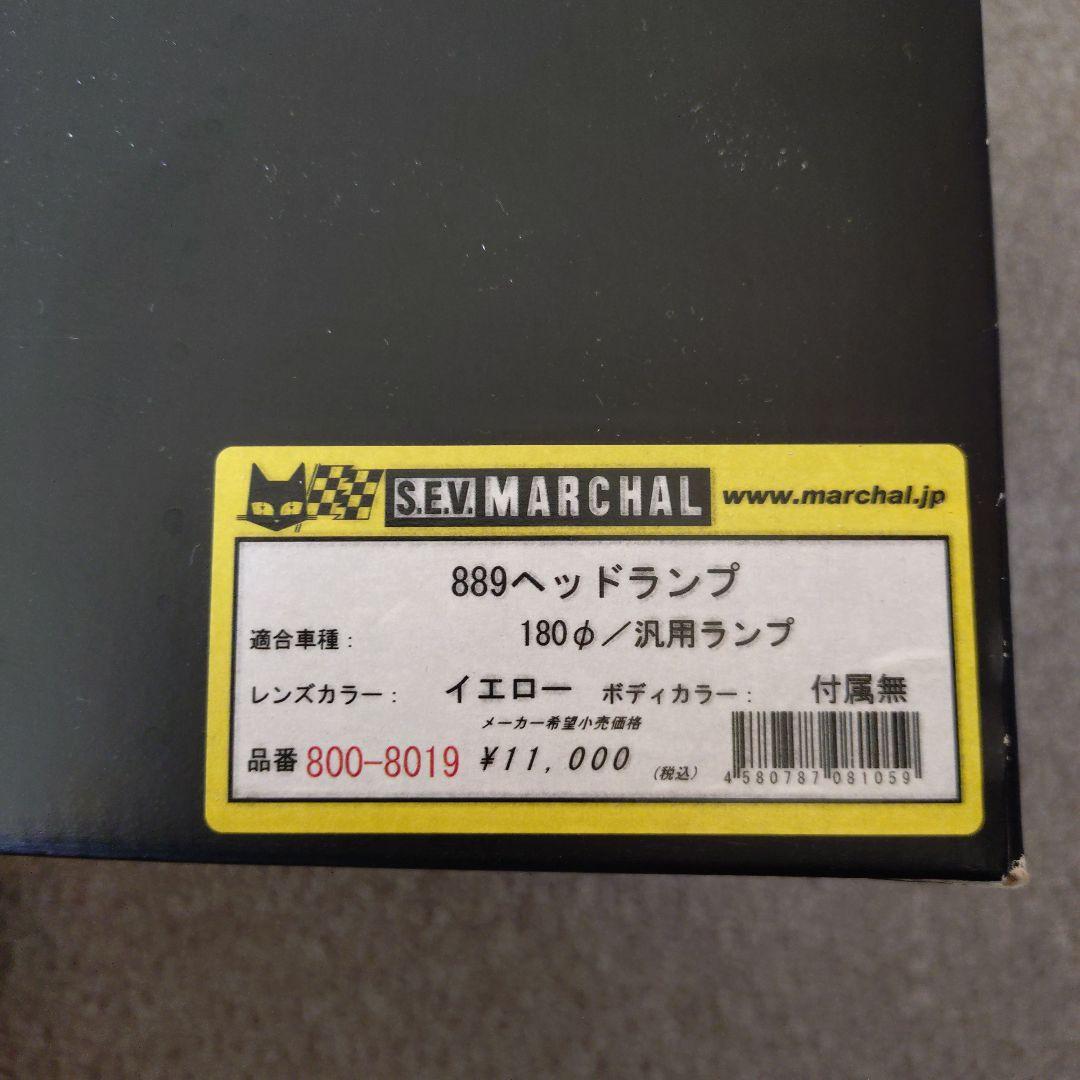 S.E.V. MARCHAL www.marchal.jp
889ヘッドランプ
適合車種: 180φ/汎用ランプ
レンズカラー: イエロー ボディカラー: 付属無
メーカー希望小売価格
品番 800-8019 ¥11,000 (税込)
4 580787 081059